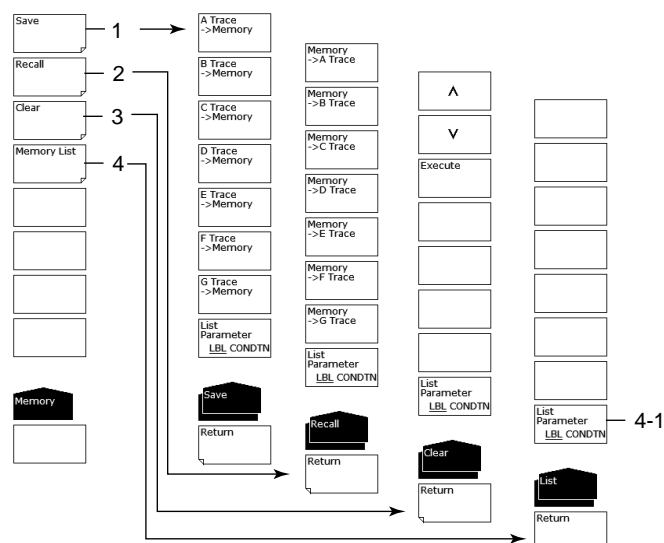 Save
Recall
Clear
Memory List
Memory
1
2
3
4
A Trace
->Memory
B Trace
->Memory
C Trace
->Memory
D Trace
->Memory
E Trace
->Memory
F Trace
->Memory
G Trace
->Memory
List
Parameter
LBL CONDTN
Save
Return
Memory
->A Trace
Memory
->B Trace
Memory
->C Trace
Memory
->D Trace
Memory
->E Trace
Memory
->F Trace
Memory
->G Trace
List
Parameter
LBL CONDTN
Recall
Return
Λ
V
Execute
List
Parameter
LBL CONDTN
Clear
Return
List
Parameter
LBL CONDTN
4-1
List
Return